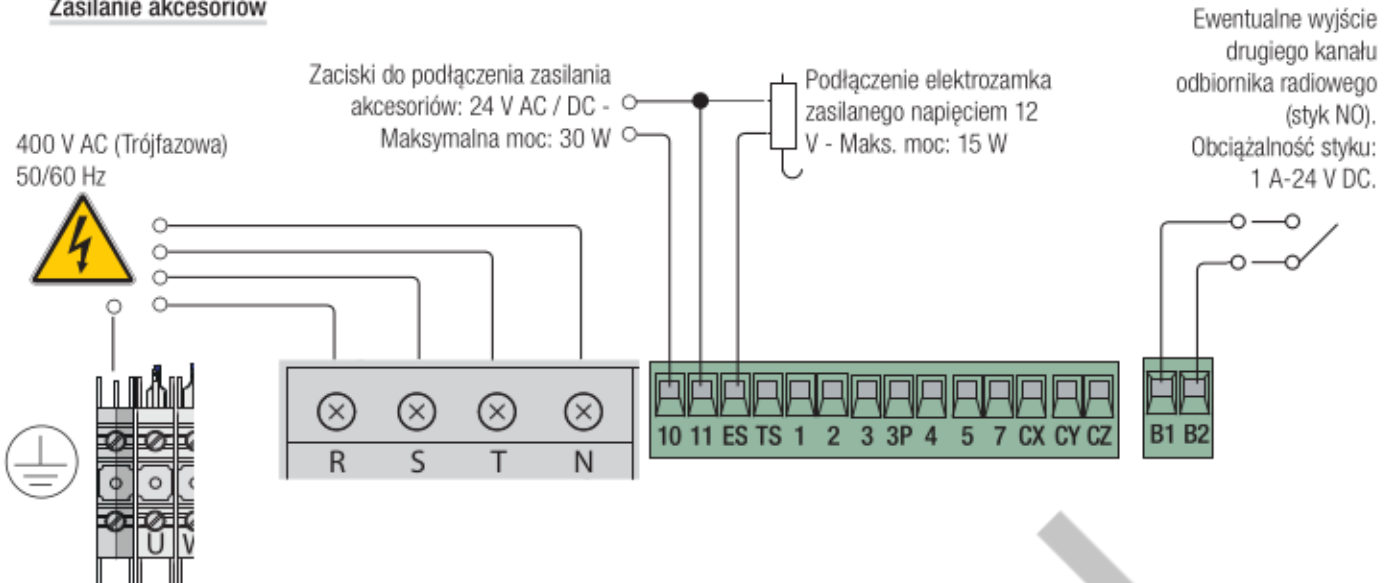 Zasilanie akcesoriów
Ewentualne wyjście
drugiego kanału
odbiornika radiowego
(styk NO).
Obciążalność styku:
1 A-24 V DC.
Zaciski do podłączenia zasilania
akcesoriów: 24 V AC / DC -
Maksymalna moc: 30 W
Podłączenie elektrozamka
zasilanego napięciem 12
V - Maks. moc: 15 W
400 V AC (Trójfazowa)
50/60 Hz
R S T N
10 11 ES TS 1 2 3 3P 4 5 7 CX CY CZ
B1 B2
U